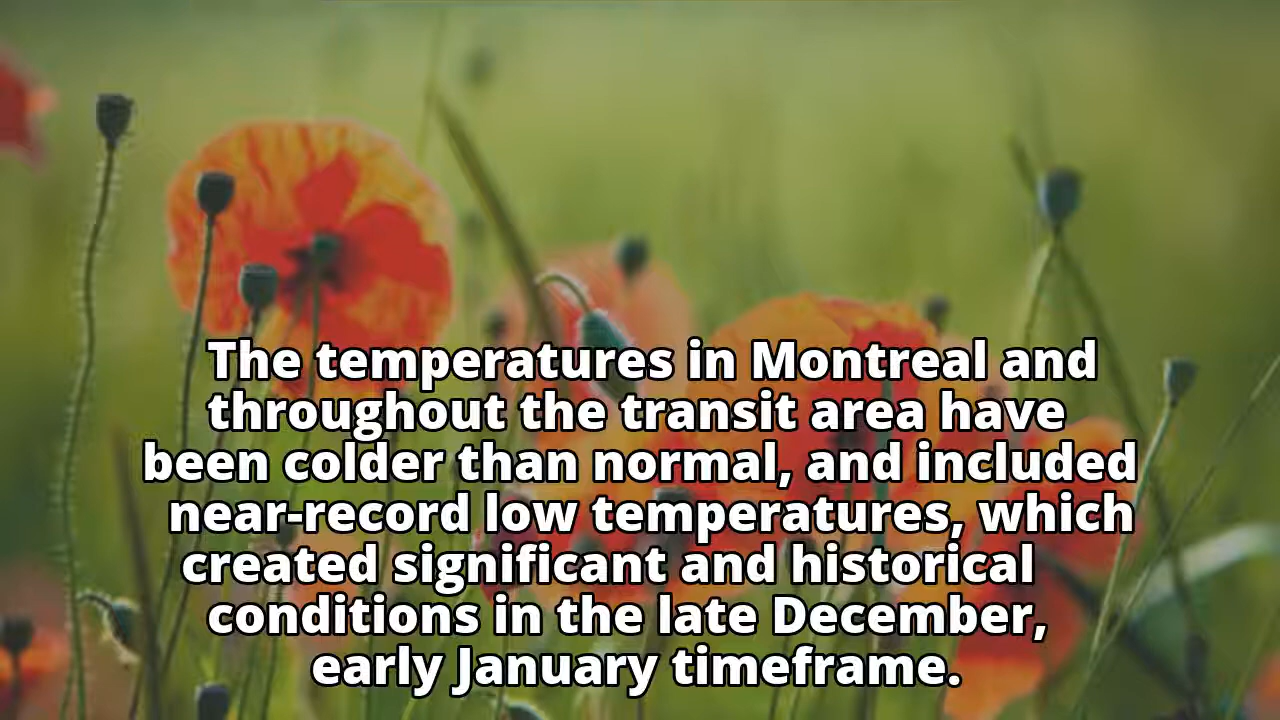 The temperatures in Montreal and
throughout the transit area have
been colder than normal, and included
near-record low temperatures, which
created significant and historical
conditions in the late December,
early January timeframe.